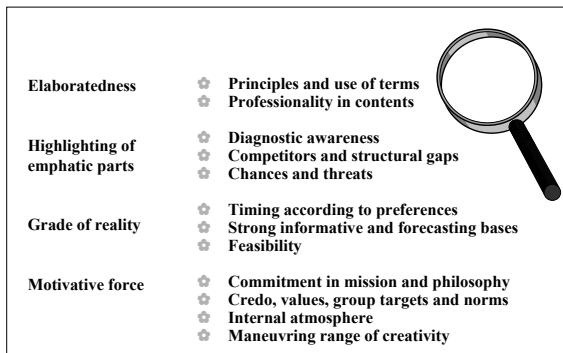 Elaboratedness
Principles and use of terms
Professionality in contents
Highlighting of
emphatic parts
Diagnostic awareness
Competitors and structural gaps
Chances and threats
Grade of reality
Timing according to preferences
Strong informative and forecasting bases
Feasibility
Motivative force
Commitment in mission and philosophy
Credo, values, group targets and norms
Internal atmosphere
Maneuvring range of creativity